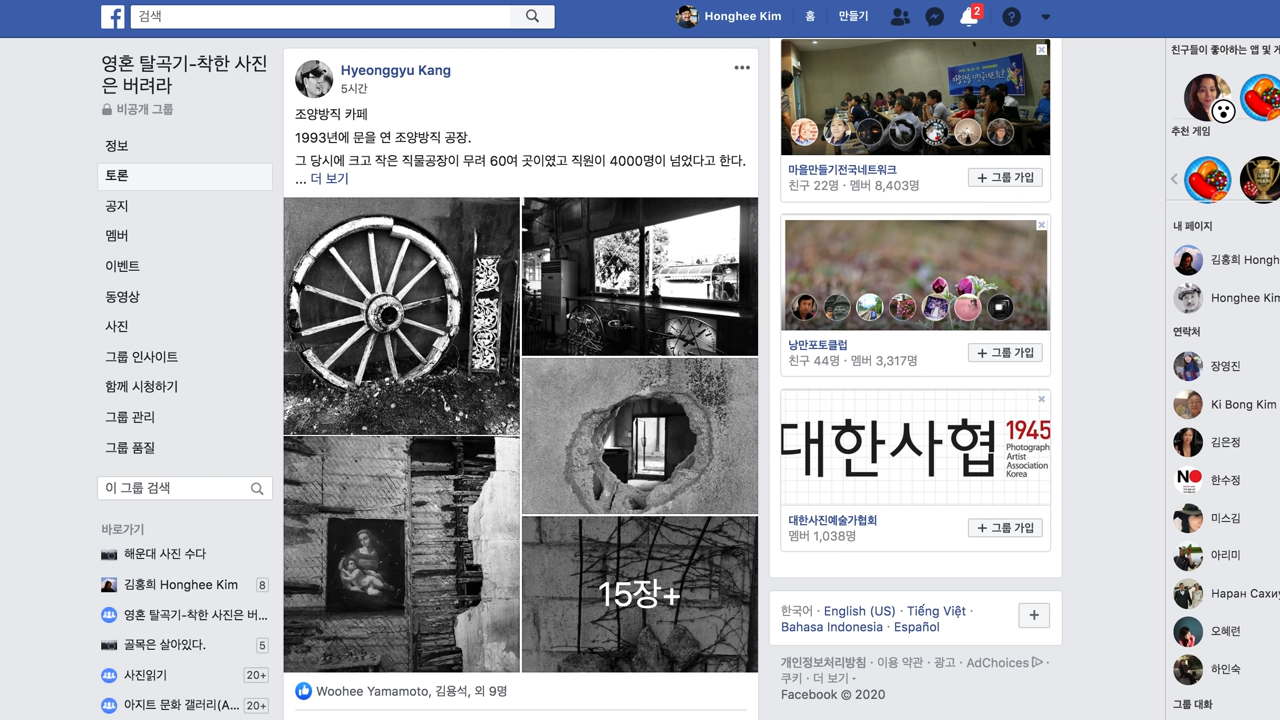 검색
Honghee Kim
홈
만들기
2
영혼 탈곡기-착한 사진
은 버려라
비공개 그룹
정보
토론
공지
멤버
이벤트
동영상
사진
그룹 인사이트
함께 시청하기
그룹 관리
그룹 품질
이 그룹 검색
바로가기
해운대 사진 수다
김홍희 Honghee Kim 8
영혼 탈곡기-착한 사진은 버...
골목은 살아있다. 5
사진읽기 20+
아지트 문화 갤러리(A... 20+
Hyeonggyu Kang
5시간
조양방직 카페
1993년에 문을 연 조양방직 공장.
그 당시에 크고 작은 직물공장이 무려 60여 곳이었고 직원이 4000명이 넘었다고 한다.
... 더 보기
15장+
Woohee Yamamoto, 김용석, 외 9명
마을만들기전국네트워크
친구 22명 · 멤버 8,403명
+ 그룹 가입
낭만포토클럽
친구 44명 · 멤버 3,317명
+ 그룹 가입
대한사협
1945
Photograph
Artist
Association
Korea
대한사진예술가협회
멤버 1,038명
+ 그룹 가입
한국어 · English (US) · Tiếng Việt ·
Bahasa Indonesia · Español
개인정보처리방침 · 이용 약관 · 광고 · AdChoices ·
쿠키 · 더 보기
Facebook © 2020
친구들이 좋아하는 앱 및 게
추천 게임
내 페이지
김홍희 Hongh
Honghee Kim
연락처
장영진
Ki Bong Kim
김은정
NO
한수정
미스김
아리미
Наран Сахиу
오혜련
하인숙
그룹 대화